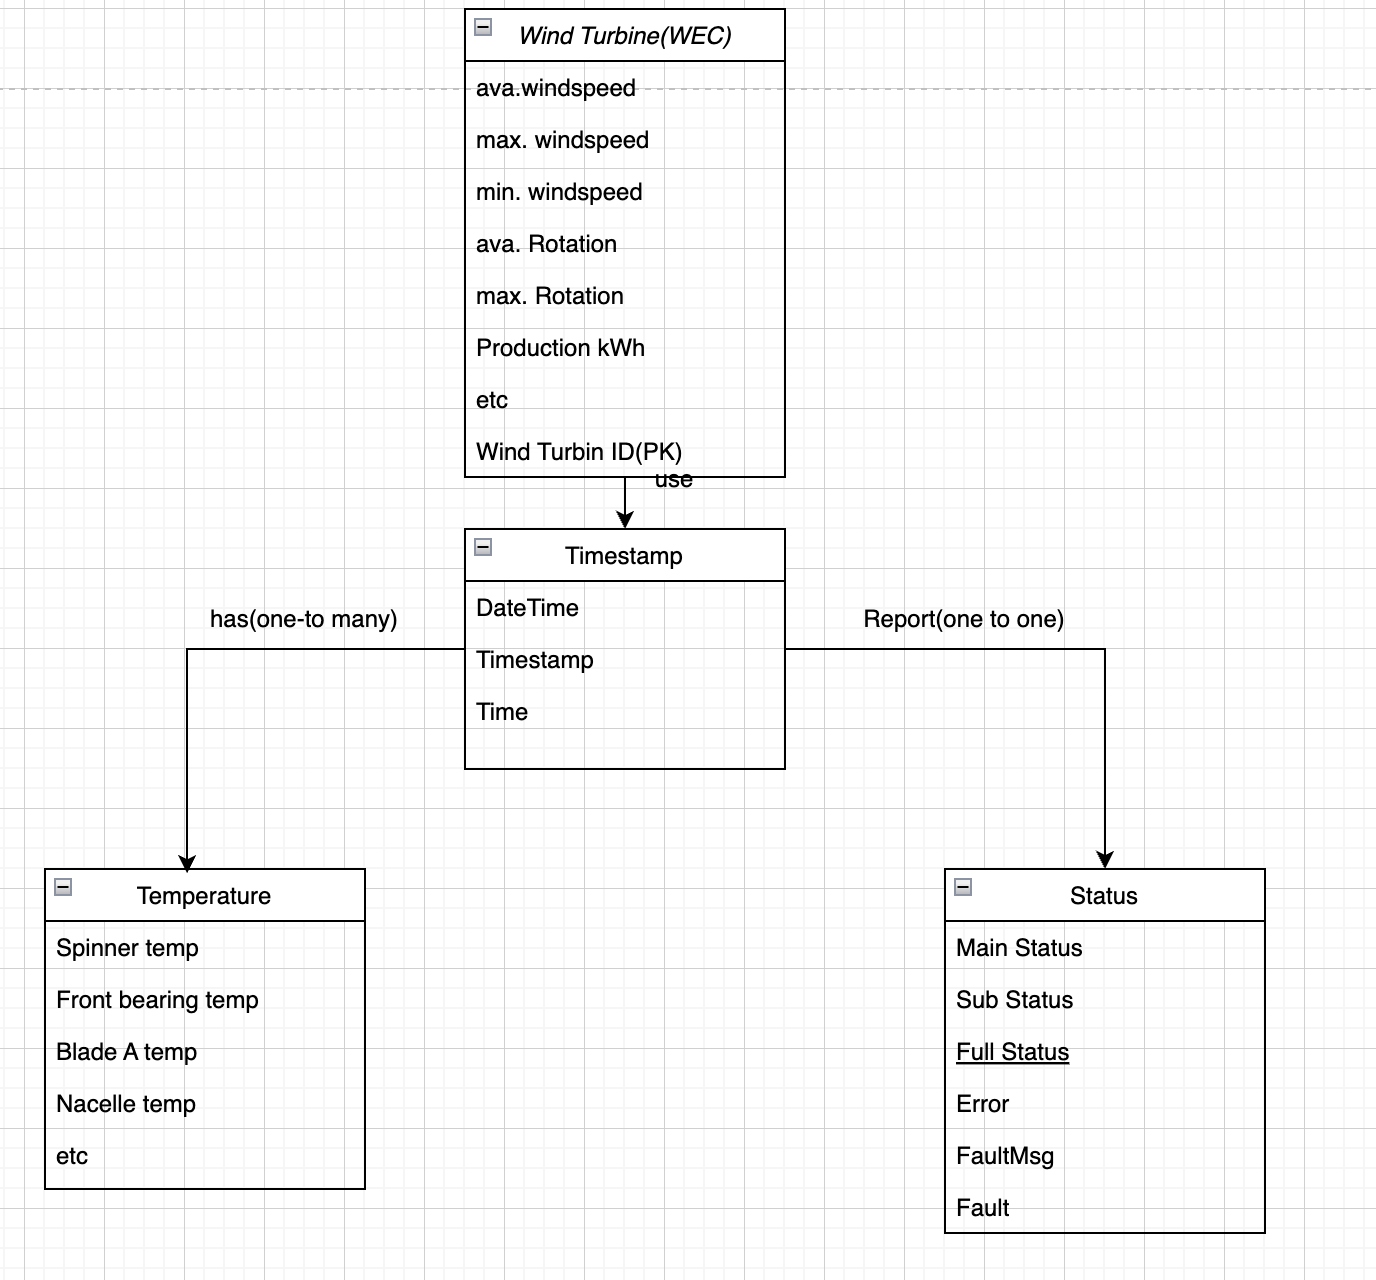 Wind Turbine(WEC)
ava.windspeed
max. windspeed
min. windspeed
ava. Rotation
max. Rotation
Production kWh
etc
Wind Turbin ID(PK)
use
Timestamp
DateTime
Timestamp
Time
has(one-to many)
Report(one to one)
Temperature
Spinner temp
Front bearing temp
Blade A temp
Nacelle temp
etc
Status
Main Status
Sub Status
Full Status
Error
FaultMsg
Fault